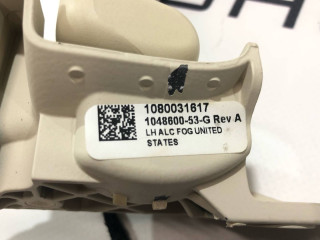 1080031617
1048600-53-G Rev A
LH ALC FOG UNITED
STATES